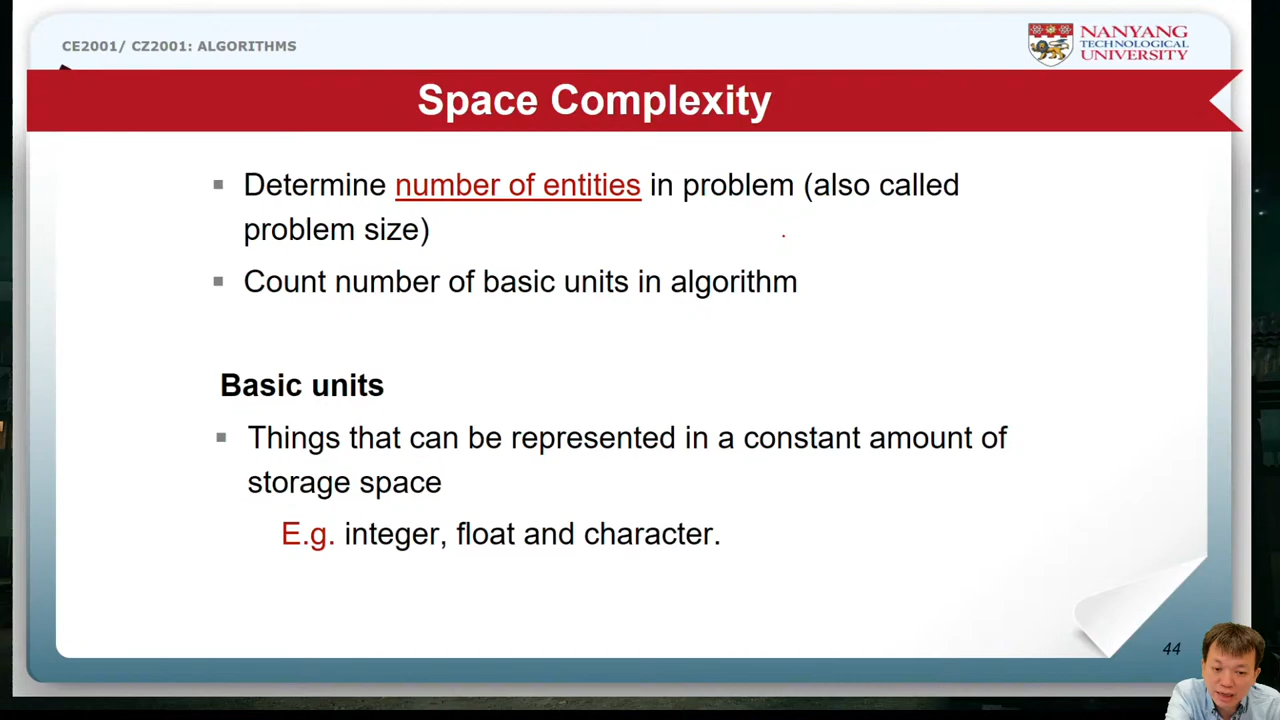 CE2001/ CZ2001: ALGORITHMS
NANYANG
TECHNOLOGICAL
UNIVERSITY
Space Complexity
Determine number of entities in problem (also called
problem size)
Count number of basic units in algorithm
Basic units
Things that can be represented in a constant amount of
storage space
E.g. integer, float and character.
44